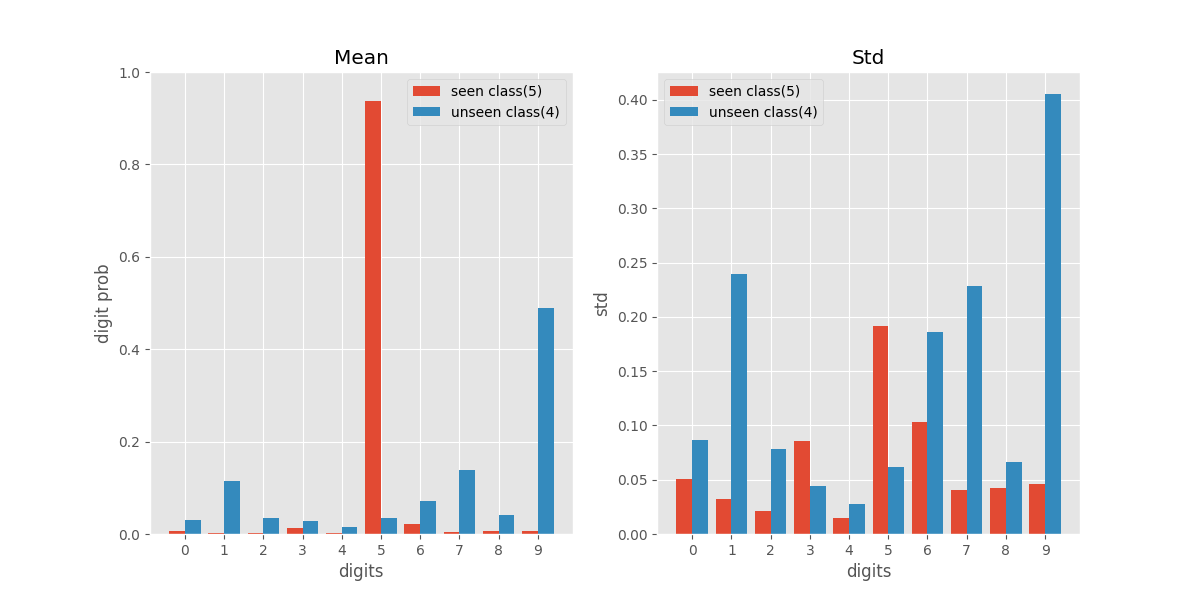 Mean
seen class(5)
unseen class(4)
1.0
0.8
0.6
0.4
0.2
0.0
digit prob
0 1 2 3 4 5 6 7 8 9
digits
Std
seen class(5)
unseen class(4)
0.40
0.35
0.30
0.25
0.20
0.15
0.10
0.05
0.00
std
0 1 2 3 4 5 6 7 8 9
digits